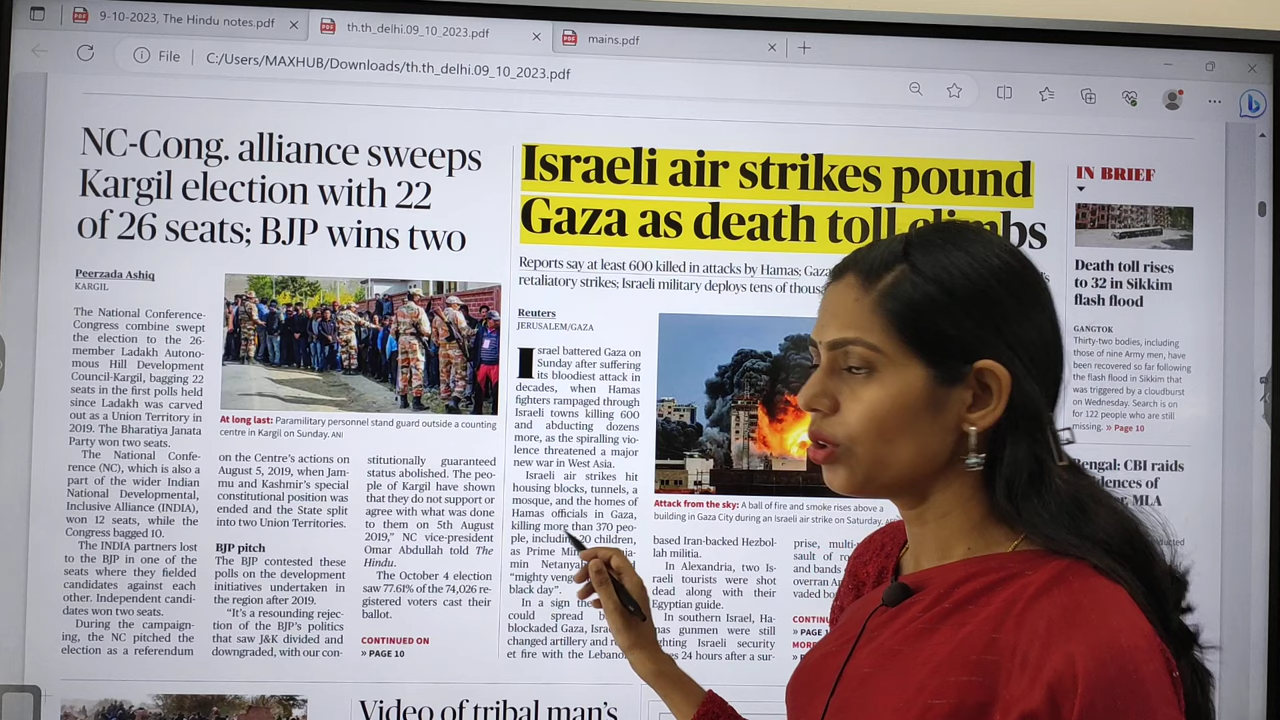 9-10-2023, The Hindu notes.pdf
th.th_delhi.09_10_2023.pdf
mains.pdf
File
C:/Users/MAXHUB/Downloads/th.th_delhi.09_10_2023.pdf
NC-Cong. alliance sweeps
Kargil election with 22
of 26 seats; BJP wins two
Peerzada Ashiq
KARGIL
The National Conference-
Congress combine swept
the election to the 26-
member Ladakh Autono-
mous Hill Development
Council-Kargil, bagging 22
seats in the first polls held
since Ladakh was carved
out as a Union Territory in
2019. The Bharatiya Janata
Party won two seats.
The National Confe-
rence (NC), which is also a
part of the wider Indian
National Developmental,
Inclusive Alliance (INDIA),
won 12 seats, while the
Congress bagged 10.
The INDIA partners lost
to the BJP in one of the
seats where they fielded
candidates against each
other. Independent candi-
dates won two seats.
During the campaign-
ing, the NC pitched the
election as a referendum
At long last: Paramilitary personnel stand guard outside a counting
centre in Kargil on Sunday. ANI
on the Centre's actions on
August 5, 2019, when Jam-
mu and Kashmir's special
constitutional position was
ended and the State split
into two Union Territories.
BJP pitch
The BJP contested these
polls on the development
initiatives undertaken in
the region after 2019.
"It's a resounding rejec-
tion of the BJP's politics
that saw J&K divided and
downgraded, with our con-
stitutionally guaranteed
status abolished. The peo-
ple of Kargil have shown
that they do not support or
agree with what was done
to them on 5th August
2019," NC vice-president
Omar Abdullah told The
Hindu.
The October 4 election
saw 77.61% of the 74,026 re-
gistered voters cast their
ballot.
CONTINUED ON
» PAGE 10
Israeli air strikes pound
Gaza as death toll climbs
Reports say at least 600 killed in attacks by Hamas; Gaza
retaliatory strikes; Israeli military deploys tens of
Reuters
JERUSALEM/GAZA
Israel battered Gaza on
Sunday after suffering
its bloodiest attack in
decades, when Hamas
fighters rampaged through
Israeli towns killing 600
and abducting dozens
more, as the spiralling vio-
lence threatened a major
new war in West Asia.
Israeli air strikes hit
housing blocks, tunnels, a
mosque, and the homes of
Hamas officials in Gaza,
killing more than 370 peo-
ple, including 20 children,
as Prime
min
"mighty
black day".
In a sign
could spread
blockaded Gaza,
changed artillery and
et fire with the
Attack from the sky: A ball of fire and smoke rises above a
building in Gaza City during an Israeli air strike on Saturday.
based Iran-backed Hezbol-
lah militia.
In Alexandria, two Is-
raeli tourists were shot
dead along with their
Egyptian guide.
In southern Israel, Ha-
gunmen were still
Israeli security
24 hours after a sur-
prise,
sault of
and bands
overran
vaded
» PAGE
IN BRIEF
Death toll rises
to 32 in Sikkim
flash flood
GANGTOK
Thirty-two bodies, including
those of nine Army men, have
been recovered so far following
the flash flood in Sikkim that
was triggered by a cloudburst
on Wednesday. Search is on
for 122 people who are still
missing. » Page 10
Bengal: CBI raids
MLA
Video of tribal man's